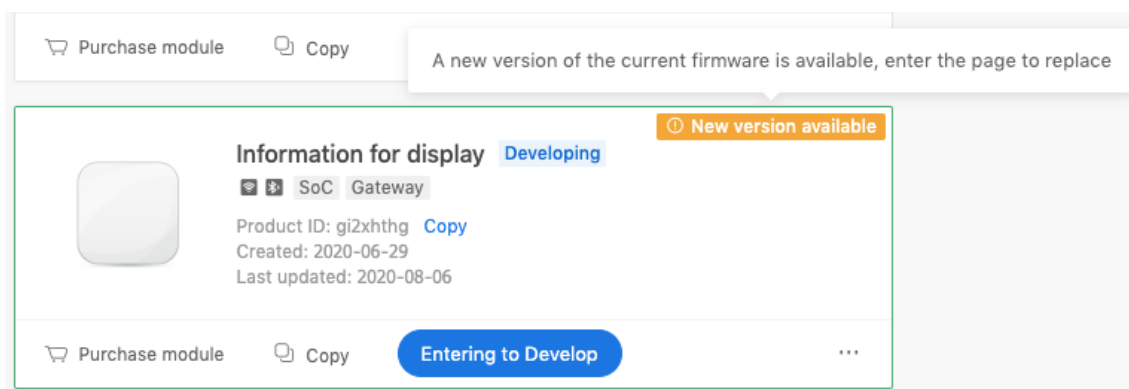 Purchase module
Copy
A new version of the current firmware is available, enter the page to replace
New version available
Information for display Developing
SoC Gateway
Product ID: gi2xhthg Copy
Created: 2020-06-29
Last updated: 2020-08-06
Purchase module
Copy
Entering to Develop
...